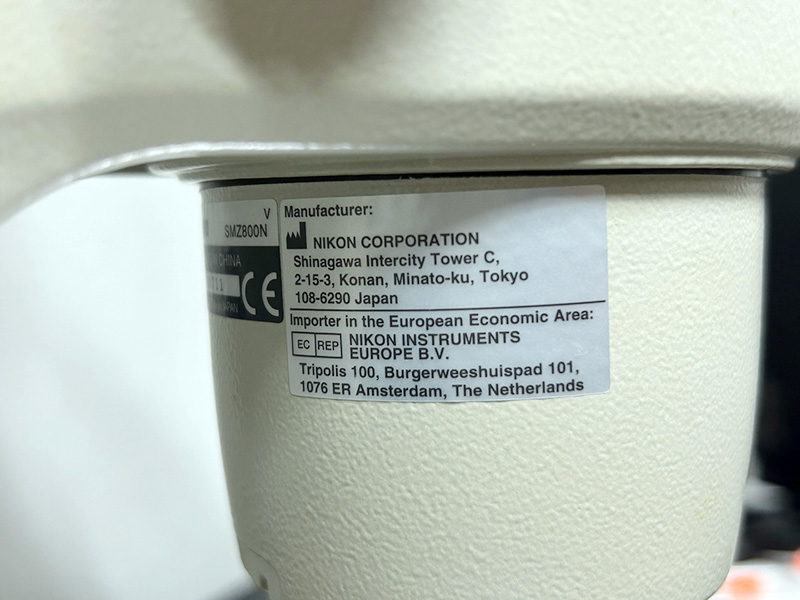 V
SMZ800N
CHINA
CE
JAPAN
Manufacturer:
NIKON CORPORATION
Shinagawa Intercity Tower C,
2-15-3, Konan, Minato-ku, Tokyo
108-6290 Japan
Importer in the European Economic Area:
EC REP NIKON INSTRUMENTS
EUROPE B.V.
Tripolis 100, Burgerweeshuispad 101,
1076 ER Amsterdam, The Netherlands